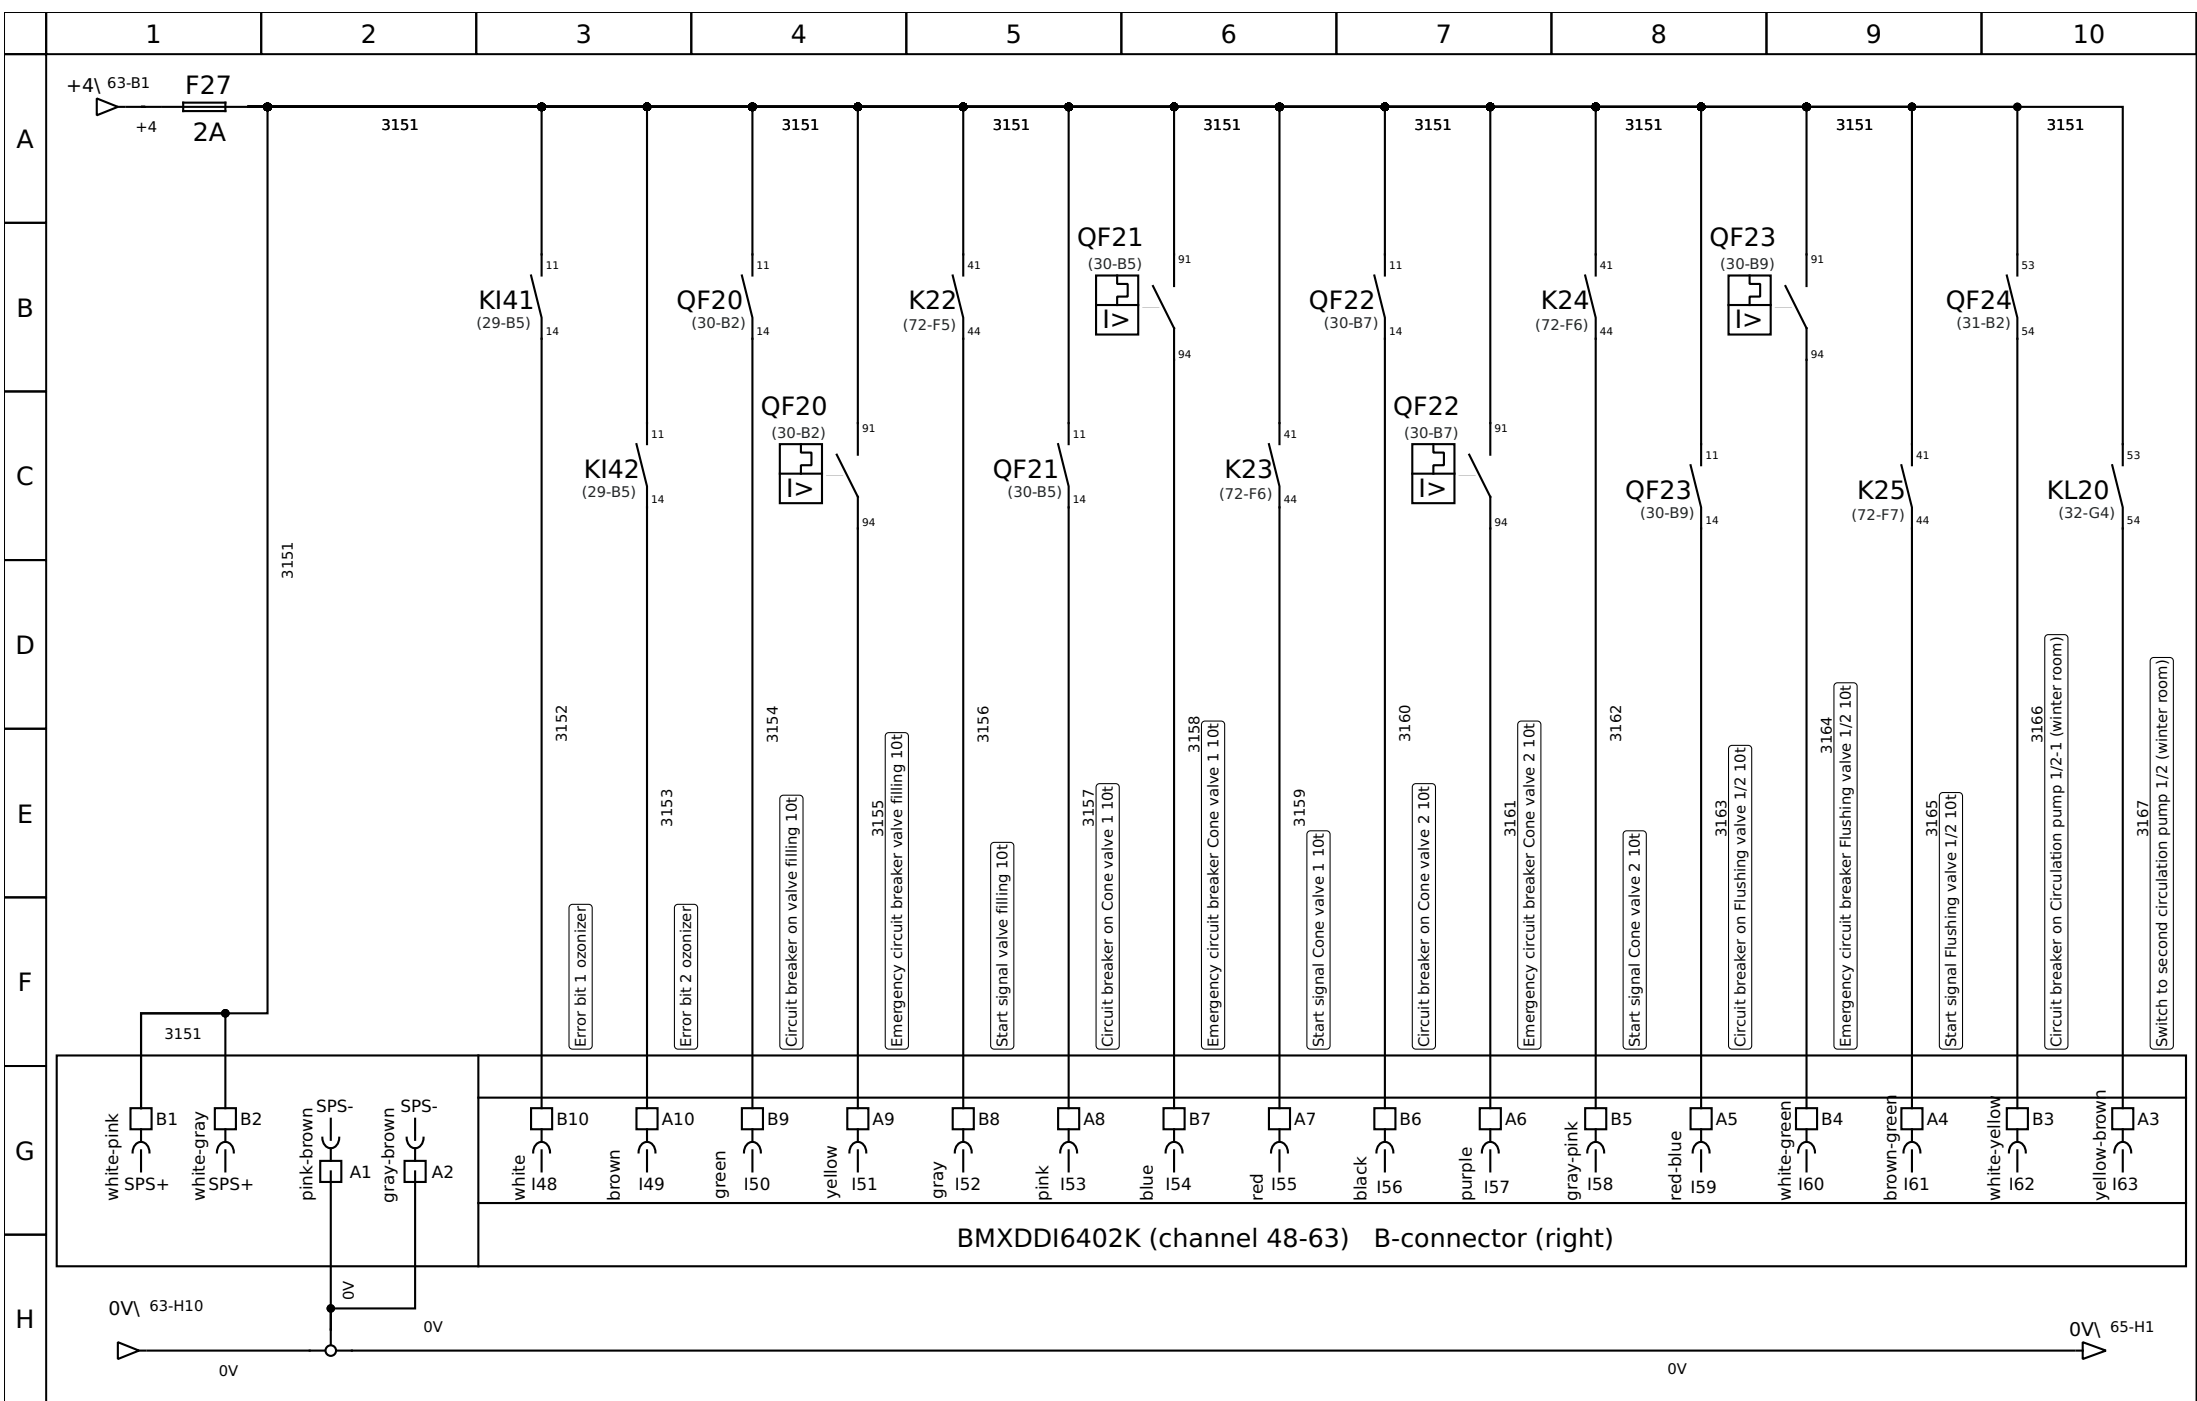 1 2 3 4 5 6 7 8 9 10
A
B
C
D
E
F
G
H
+4\ 63-B1
F27
+4
2A
3151 3151 3151 3151 3151 3151 3151 3151
QF21
(30-B5)
91
94
QF23
(30-B9)
91
94
KI41
(29-B5)
11
14
QF20
(30-B2)
11
14
K22
(72-F5)
41
44
QF22
(30-B7)
11
14
K24
(72-F6)
41
44
QF24
(31-B2)
53
54
I>
I>
QF20
(30-B2)
91
94
I>
QF22
(30-B7)
91
94
I>
KI42
(29-B5)
11
14
QF21
(30-B5)
11
14
K23
(72-F6)
41
44
QF23
(30-B9)
11
14
K25
(72-F7)
41
44
KL20
(32-G4)
53
54
3151
3152
3153
3154
3155
3156
3157
3158
3159
3160
3161
3162
3163
3164
3165
3166
3167
Error bit 1 ozonizer
Error bit 2 ozonizer
Circuit breaker on valve filling 10t
Emergency circuit breaker valve filling 10t
Start signal valve filling 10t
Circuit breaker on Cone valve 1 10t
Emergency circuit breaker Cone valve 1 10t
Start signal Cone valve 1 10t
Circuit breaker on Cone valve 2 10t
Emergency circuit breaker Cone valve 2 10t
Start signal Cone valve 2 10t
Circuit breaker on Flushing valve 1/2 10t
Emergency circuit breaker Flushing valve 1/2 10t
Start signal Flushing valve 1/2 10t
Circuit breaker on Circulation pump 1/2-1 (winter room)
Switch to second circulation pump 1/2 (winter room)
3151
white-pink
B1
SPS+
white-gray
B2
SPS+
pink-brown
SPS-
A1
gray-brown
SPS-
A2
B10 A10 B9 A9 B8 A8 B7 A7 B6 A6 B5 A5 B4 A4 B3 A3
white
brown
green
yellow
gray
pink
blue
red
black
purple
gray-pink
red-blue
white-green
brown-green
white-yellow
yellow-brown
I48 I49 I50 I51 I52 I53 I54 I55 I56 I57 I58 I59 I60 I61 I62 I63
BMXDDI6402K (channel 48-63) B-connector (right)
0V
0V\ 63-H10
0V
0V\ 65-H1
0V
0V